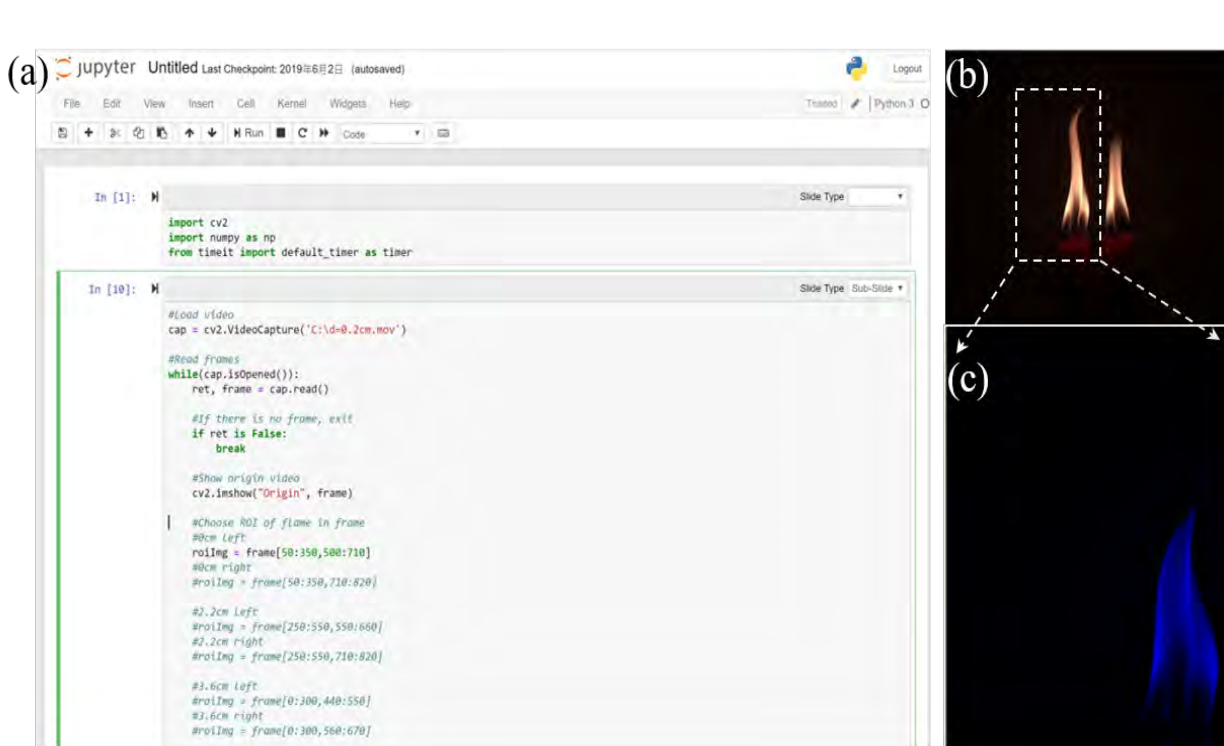 (a)
jupyter Untitled Last Checkpoint: 2019年6月2日 (autosaved)
Logout
File Edit View Insert Cell Kernel Widgets Help
Trusted Python 3
Run Code
In [1]:
Slide Type
import cv2
import numpy as np
from timeit import default_timer as timer
In [10]:
Slide Type Sub-Slide
#Load video
cap = cv2.VideoCapture('C:\d=0.2cm.mov')
#Read frames
while(cap.isOpened()):
ret, frame = cap.read()
#If there is no frame, exit
if ret is False:
break
#Show origin video
cv2.imshow("Origin", frame)
#Choose ROI of flame in frame
#0cm left
roiImg = frame[50:350,500:710]
#0cm right
#roiImg = frame[50:350,710:820]
#2.2cm left
#roiImg = frame[250:550,550:660]
#2.2cm right
#roiImg = frame[250:550,710:820]
#3.6cm left
#roiImg = frame[0:300,440:550]
#3.6cm right
#roiImg = frame[0:300,560:670]
(b)
(c)